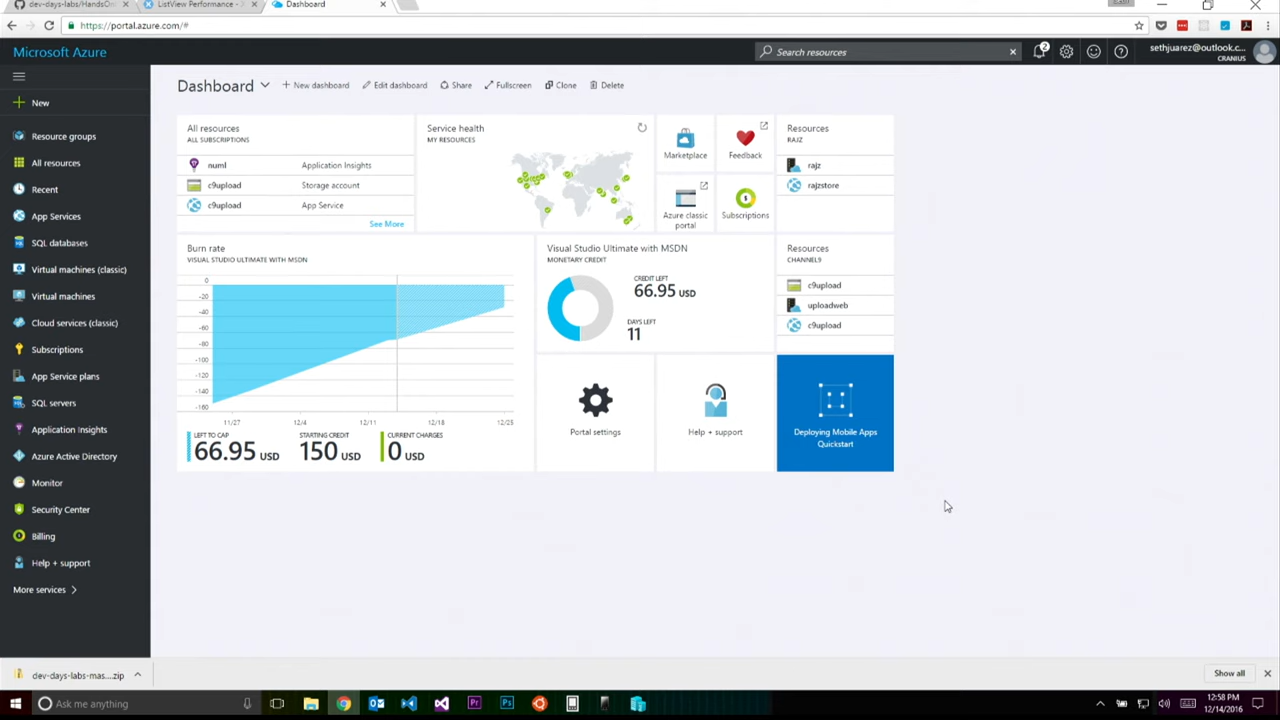 dev-days-labs/HandsO
ListView Performance -
Dashboard
https://portal.azure.com/#
Microsoft Azure
Search resources
2
sethjuarez@outlook.c...
CRANIUS
New
Resource groups
All resources
Recent
App Services
SQL databases
Virtual machines (classic)
Virtual machines
Cloud services (classic)
Subscriptions
App Service plans
SQL servers
Application Insights
Azure Active Directory
Monitor
Security Center
Billing
Help + support
More services
Dashboard
New dashboard
Edit dashboard
Share
Fullscreen
Clone
Delete
All resources
ALL SUBSCRIPTIONS
numl Application Insights
c9upload Storage account
c9upload App Service
See More
Service health
MY RESOURCES
Marketplace
Feedback
Azure classic
portal
Subscriptions
Resources
RAJZ
rajz
rajzstore
Burn rate
VISUAL STUDIO ULTIMATE WITH MSDN
0
-20
-40
-60
-80
-100
-120
-140
-160
11/27 12/4 12/11 12/18 12/25
LEFT TO CAP
66.95 USD
STARTING CREDIT
150 USD
CURRENT CHARGES
0 USD
Visual Studio Ultimate with MSDN
MONETARY CREDIT
CREDIT LEFT
66.95 USD
DAYS LEFT
11
Resources
CHANNEL9
c9upload
uploadweb
c9upload
Portal settings
Help + support
Deploying Mobile Apps
Quickstart
dev-days-labs-mas....zip
Show all
Ask me anything
12:58 PM
12/14/2016